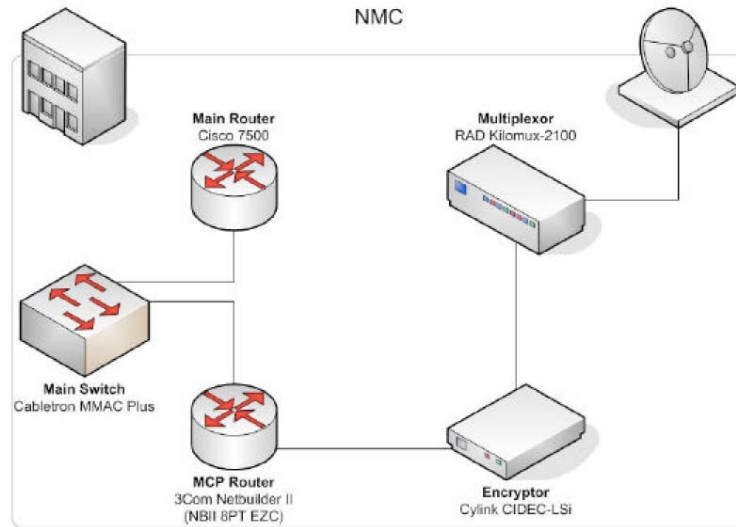 NMC
Main Router
Cisco 7500
Multiplexor
RAD Kilomux-2100
Main Switch
Cabletron MMAC Plus
MCP Router
3Com Netbuilder II
(NBII 8PT EZC)
Encryptor
Cylink CIDEC-LSi